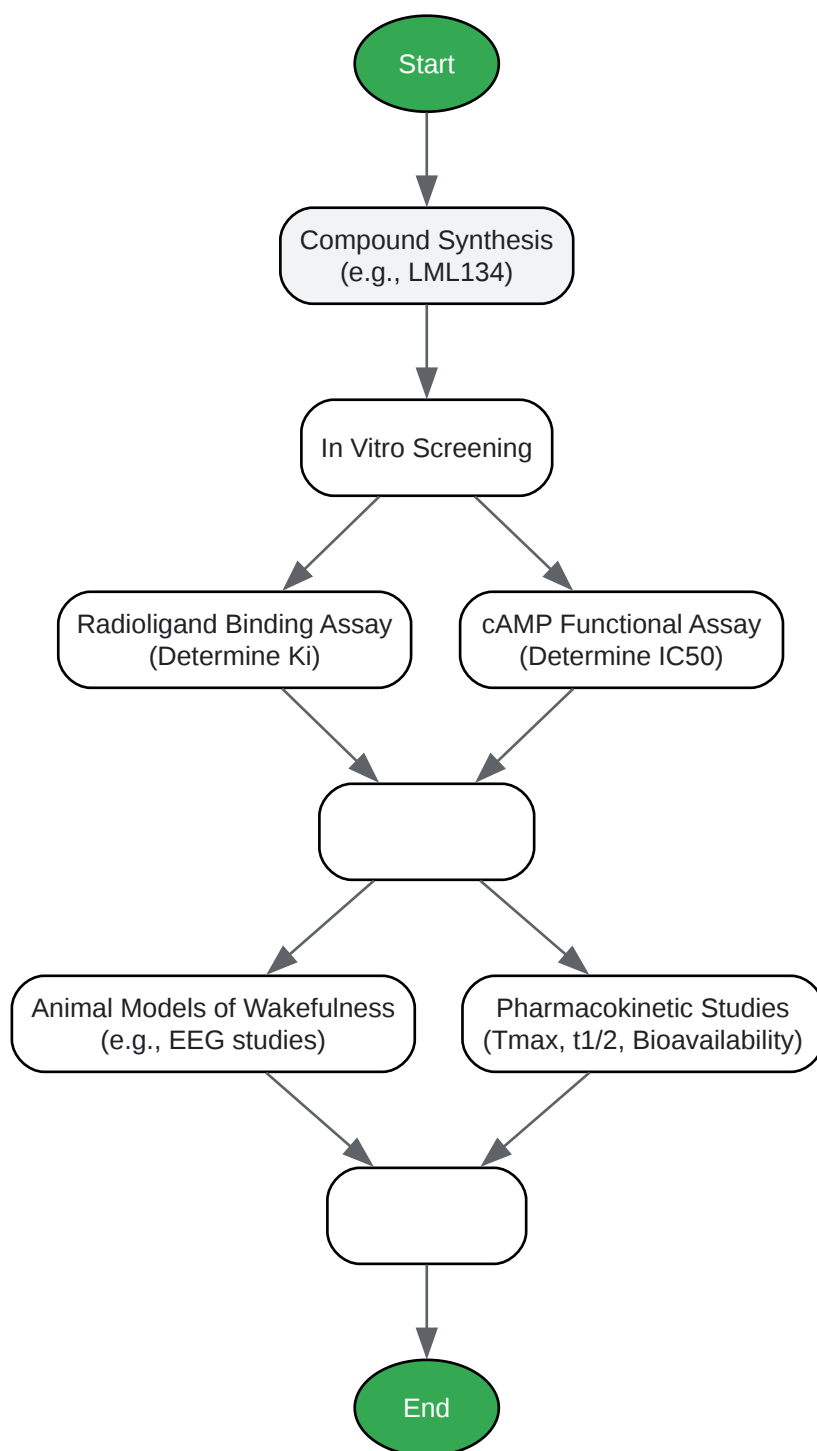 Start
Compound Synthesis
(e.g., LML134)
In Vitro Screening
Radioligand Binding Assay
(Determine Ki)
cAMP Functional Assay
(Determine IC50)
Animal Models of Wakefulness
(e.g., EEG studies)
Pharmacokinetic Studies
(Tmax, t1/2, Bioavailability)
End